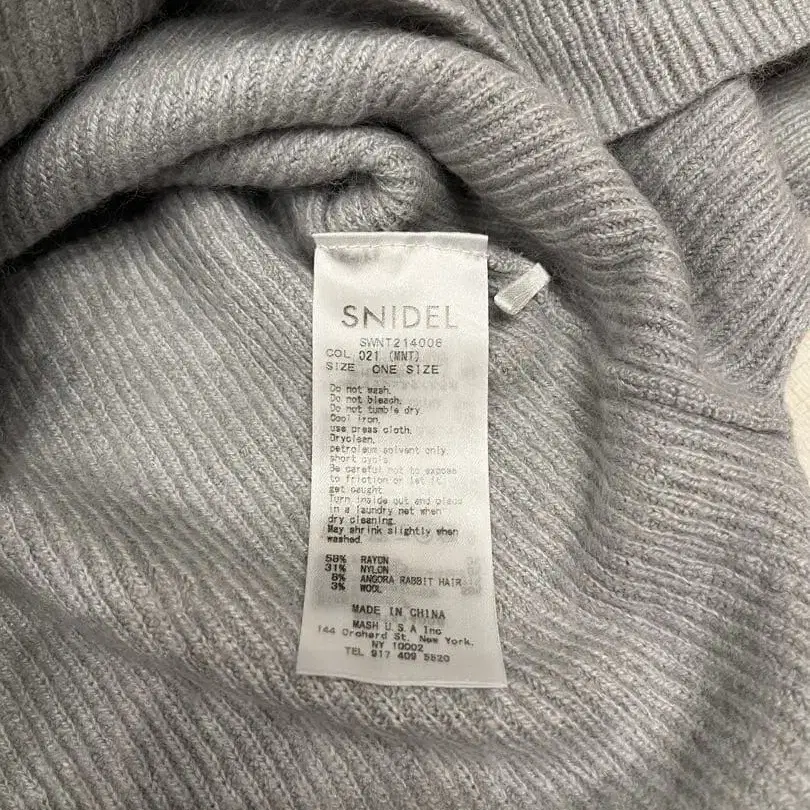 SNIDEL
SWNT214006
COL 021 (MNT)
SIZE ONE SIZE
Do not wash.
Do not bleach.
Do not tumble dry.
Cool iron.
use press cloth.
Dryclean.
petroleum solvent only.
short cycle
Be careful not to expose
to friction or let it
get caught
Turn inside out and place
in a laundry net when
dry cleaning.
May shrink slightly when
washed.
58% RAYON
31% NYLON
8% ANGORA RABBIT HAIR
3% WOOL
MADE IN CHINA
MASH U.S.A Inc
144 Orchard St. New York.
NY 10002
TEL 917 409 5520